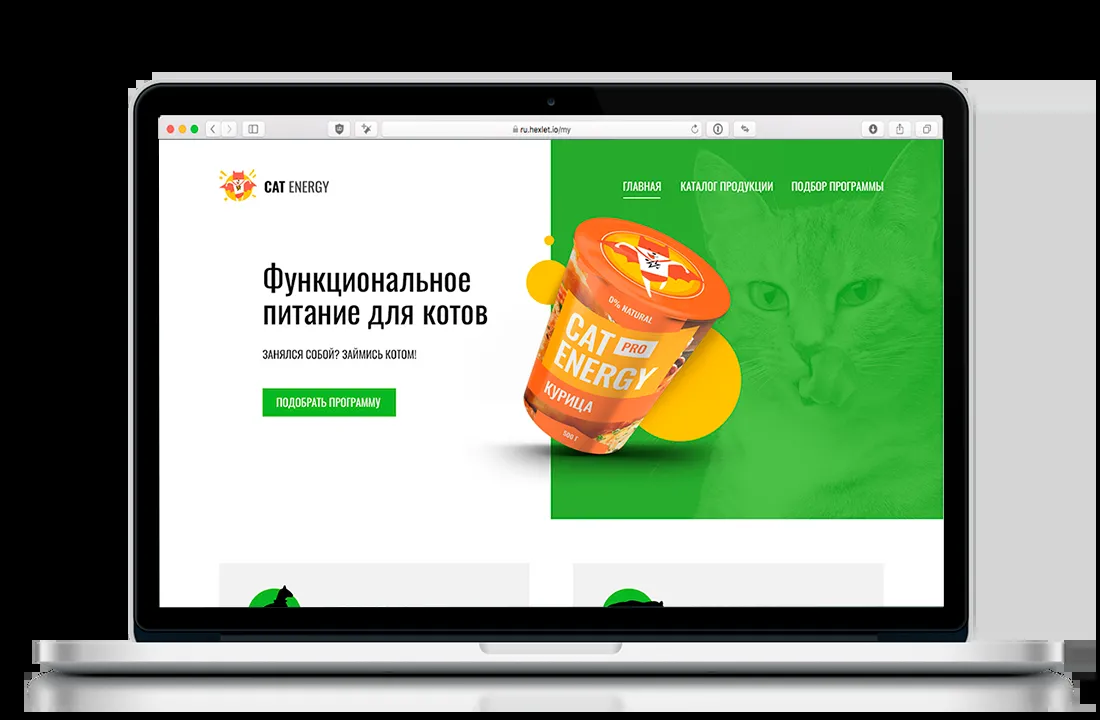 ru.hexlet.io/my
CAT ENERGY
ГЛАВНАЯ
КАТАЛОГ ПРОДУКЦИИ
ПОДБОР ПРОГРАММЫ
Функциональное
питание для котов
ЗАНЯЛСЯ СОБОЙ? ЗАЙМИСЬ КОТОМ!
ПОДОБРАТЬ ПРОГРАММУ
0% NATURAL
CAT PRO
ENERGY
КУРИЦА
500 г